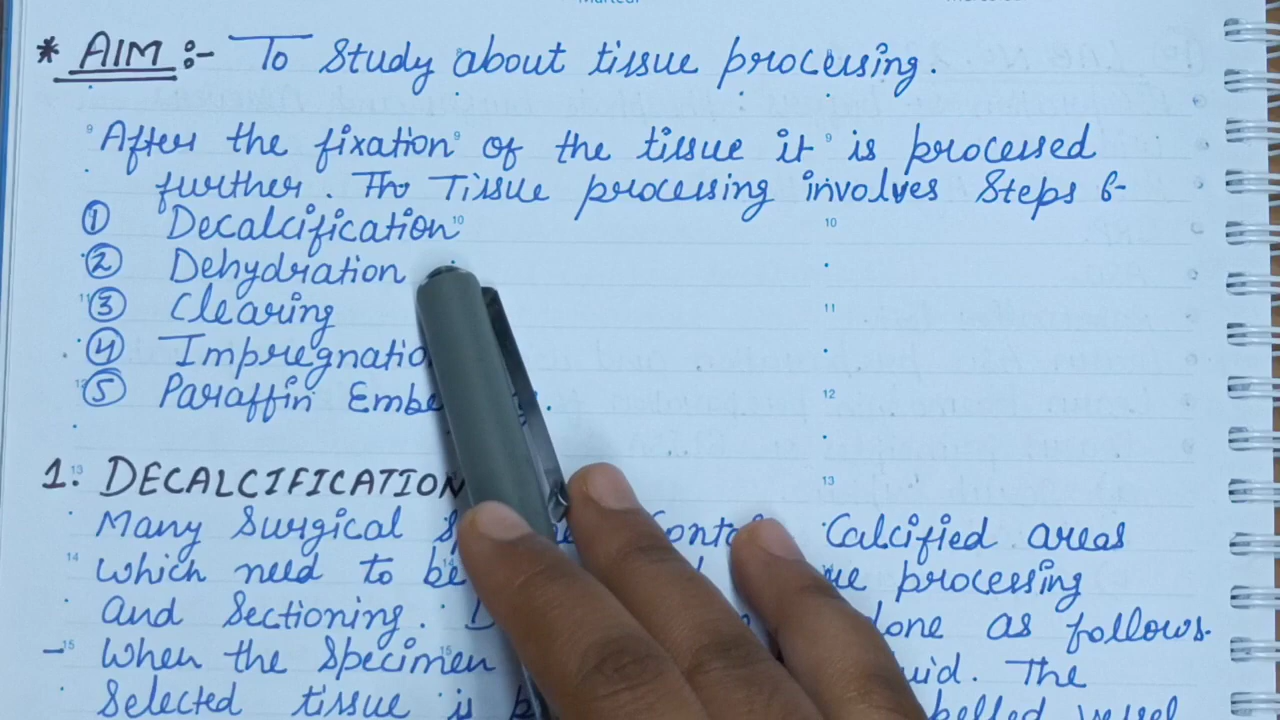 * AIM :- To Study about tissue processing.
After the fixation of the tissue it is processed
further. The Tissue processing involves Steps :-
① Decalcification
② Dehydration
③ Clearing
④ Impregnatio
⑤ Paraffin Embe
1. DECALCIFICATION
Many Surgical Calcified areas
Which need to be processing
And Sectioning. done as follows.
- When the Specimen The
Selected tissue is vessel